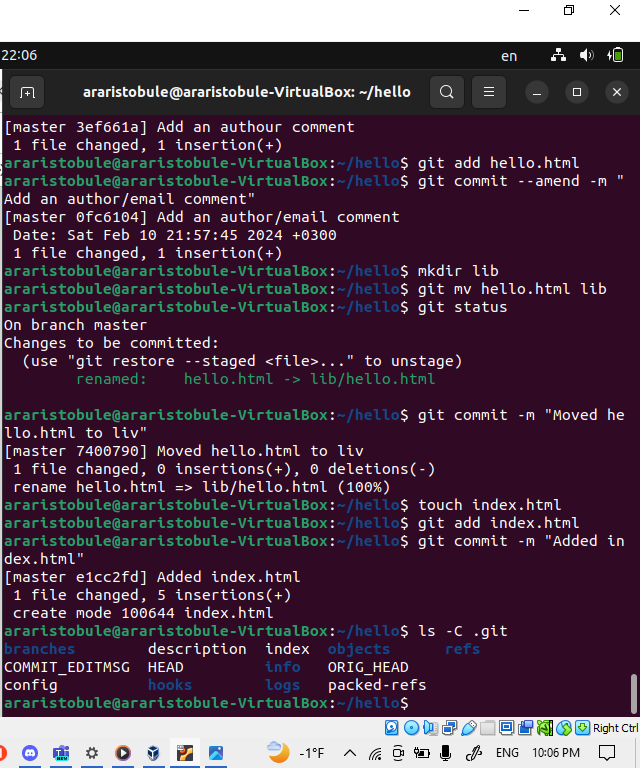 22:06
en
araristobule@araristobule-VirtualBox: ~/hello
[master 3ef661a] Add an authour comment
 1 file changed, 1 insertion(+)
araristobule@araristobule-VirtualBox:~/hello$ git add hello.html
araristobule@araristobule-VirtualBox:~/hello$ git commit --amend -m "
Add an author/email comment"
[master 0fc6104] Add an author/email comment
 Date: Sat Feb 10 21:57:45 2024 +0300
 1 file changed, 1 insertion(+)
araristobule@araristobule-VirtualBox:~/hello$ mkdir lib
araristobule@araristobule-VirtualBox:~/hello$ git mv hello.html lib
araristobule@araristobule-VirtualBox:~/hello$ git status
On branch master
Changes to be committed:
  (use "git restore --staged <file>..." to unstage)
        renamed:    hello.html -> lib/hello.html
araristobule@araristobule-VirtualBox:~/hello$ git commit -m "Moved he
llo.html to liv"
[master 7400790] Moved hello.html to liv
 1 file changed, 0 insertions(+), 0 deletions(-)
 rename hello.html => lib/hello.html (100%)
araristobule@araristobule-VirtualBox:~/hello$ touch index.html
araristobule@araristobule-VirtualBox:~/hello$ git add index.html
araristobule@araristobule-VirtualBox:~/hello$ git commit -m "Added in
dex.html"
[master e1cc2fd] Added index.html
 1 file changed, 5 insertions(+)
 create mode 100644 index.html
araristobule@araristobule-VirtualBox:~/hello$ ls -C .git
branches        description  index  objects      refs
COMMIT_EDITMSG  HEAD         info   ORIG_HEAD
config          hooks        logs   packed-refs
araristobule@araristobule-VirtualBox:~/hello$
Right Ctrl
NEW
-1°F
ENG
10:06 PM